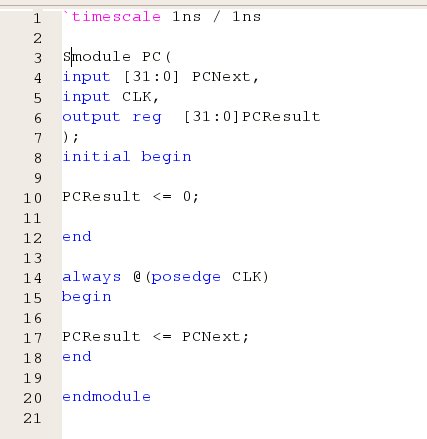 1 `timescale 1ns / 1ns
2
3 Smodule PC(
4 input [31:0] PCNext,
5 input CLK,
6 output reg  [31:0]PCResult
7 );
8 initial begin
9
10 PCResult <= 0;
11
12 end
13
14 always @(posedge CLK)
15 begin
16
17 PCResult <= PCNext;
18 end
19
20 endmodule
21